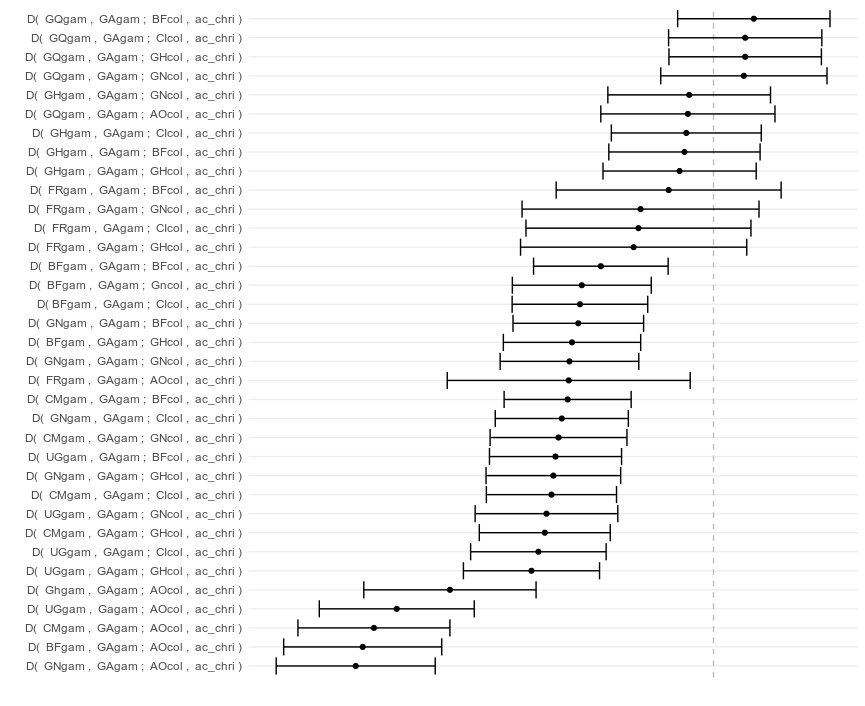 D( GQgam , GAgam ; BFcol , ac_chri )
D( GQgam , GAgam ; CIcol , ac_chri )
D( GQgam , GAgam ; GHcol , ac_chri )
D( GQgam , GAgam ; GNcol , ac_chri )
D( GHgam , GAgam ; GNcol , ac_chri )
D( GQgam , GAgam ; AOcol , ac_chri )
D( GHgam , GAgam ; CIcol , ac_chri )
D( GHgam , GAgam ; BFcol , ac_chri )
D( GHgam , GAgam ; GHcol , ac_chri )
D( FRgam , GAgam ; BFcol , ac_chri )
D( FRgam , GAgam ; GNcol , ac_chri )
D( FRgam , GAgam ; CIcol , ac_chri )
D( FRgam , GAgam ; GHcol , ac_chri )
D( BFgam , GAgam ; BFcol , ac_chri )
D( BFgam , GAgam ; Gncol , ac_chri )
D( BFgam , GAgam ; CIcol , ac_chri )
D( GNgam , GAgam ; BFcol , ac_chri )
D( BFgam , GAgam ; GHcol , ac_chri )
D( GNgam , GAgam ; GNcol , ac_chri )
D( FRgam , GAgam ; AOcol , ac_chri )
D( CMgam , GAgam ; BFcol , ac_chri )
D( GNgam , GAgam ; CIcol , ac_chri )
D( CMgam , GAgam ; GNcol , ac_chri )
D( UGgam , GAgam ; BFcol , ac_chri )
D( GNgam , GAgam ; GHcol , ac_chri )
D( CMgam , GAgam ; CIcol , ac_chri )
D( UGgam , GAgam ; GNcol , ac_chri )
D( CMgam , GAgam ; GHcol , ac_chri )
D( UGgam , GAgam ; CIcol , ac_chri )
D( UGgam , GAgam ; GHcol , ac_chri )
D( Ghgam , GAgam ; AOcol , ac_chri )
D( UGgam , Gagam ; AOcol , ac_chri )
D( CMgam , GAgam ; AOcol , ac_chri )
D( BFgam , GAgam ; AOcol , ac_chri )
D( GNgam , GAgam ; AOcol , ac_chri )